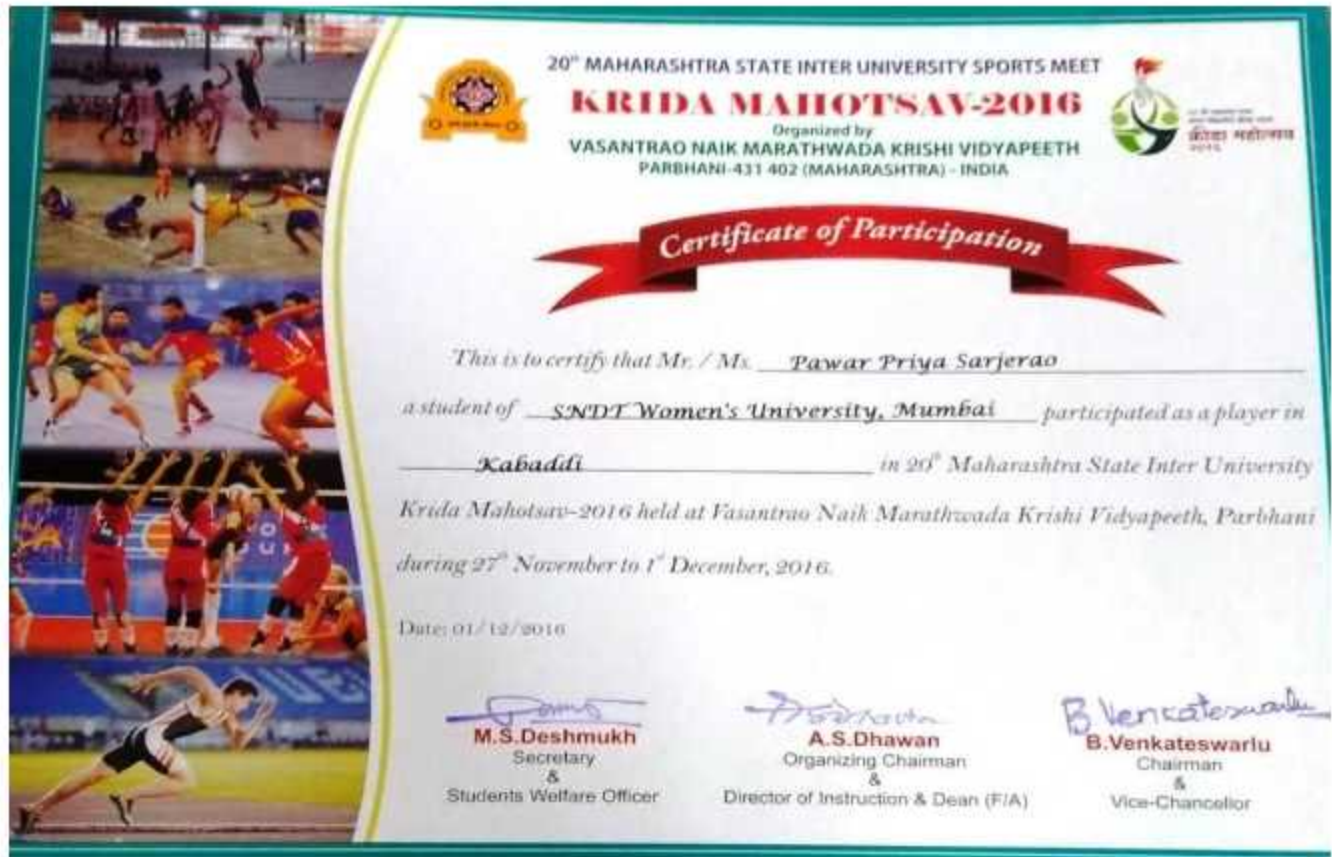 20th MAHARASHTRA STATE INTER UNIVERSITY SPORTS MEET
KRIDA MAHOTSAV-2016
Organized by
VASANTRAO NAIK MARATHWADA KRISHI VIDYAPEETH
PARBHANI-431 402 (MAHARASHTRA) - INDIA
क्रीडा महोत्सव
२०१६
Certificate of Participation
This is to certify that Mr. / Ms. Pawar Priya Sarjerao
a student of SNDT Women's University, Mumbai participated as a player in
Kabaddi in 20th Maharashtra State Inter University
Krida Mahotsav-2016 held at Vasantrao Naik Marathwada Krishi Vidyapeeth, Parbhani
during 27th November to 1st December, 2016.
Date: 01/12/2016
B. Venkateswarlu
M.S.Deshmukh A.S.Dhawan B.Venkateswarlu
Secretary Organizing Chairman Chairman
& & &
Students Welfare Officer Director of Instruction & Dean (F/A) Vice-Chancellor